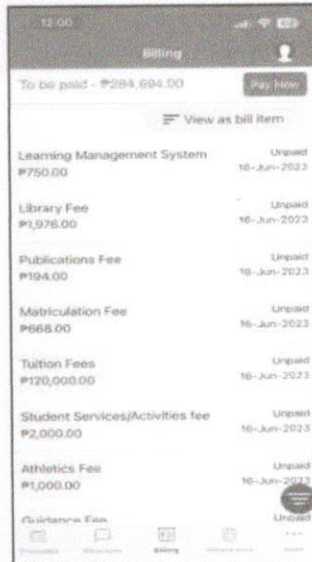 12:00
Billing
To be paid - ₱284,694.00
Pay Now
View as bill item
Learning Management System
Unpaid
₱750.00
16-Jun-2023
Library Fee
Unpaid
₱1,976.00
16-Jun-2023
Publications Fee
Unpaid
₱194.00
16-Jun-2023
Matriculation Fee
Unpaid
₱668.00
16-Jun-2023
Tuition Fees
Unpaid
₱120,000.00
16-Jun-2023
Student Services/Activities fee
Unpaid
₱2,000.00
16-Jun-2023
Athletics Fee
Unpaid
₱1,000.00
16-Jun-2023
Guidance Fee
Unpaid
Billing